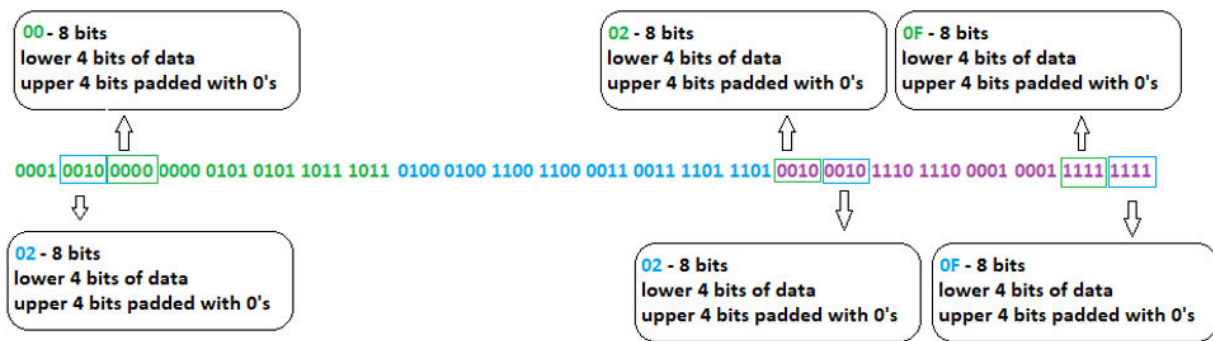 00 - 8 bits
lower 4 bits of data
upper 4 bits padded with 0's
02 - 8 bits
lower 4 bits of data
upper 4 bits padded with 0's
0F - 8 bits
lower 4 bits of data
upper 4 bits padded with 0's
0001 0010 0000 0000 0101 0101 1011 1011 0100 0100 1100 1100 0011 0011 1101 1101 0010 0010 1110 1110 0001 0001 1111 1111
02 - 8 bits
lower 4 bits of data
upper 4 bits padded with 0's
02 - 8 bits
lower 4 bits of data
upper 4 bits padded with 0's
0F - 8 bits
lower 4 bits of data
upper 4 bits padded with 0's